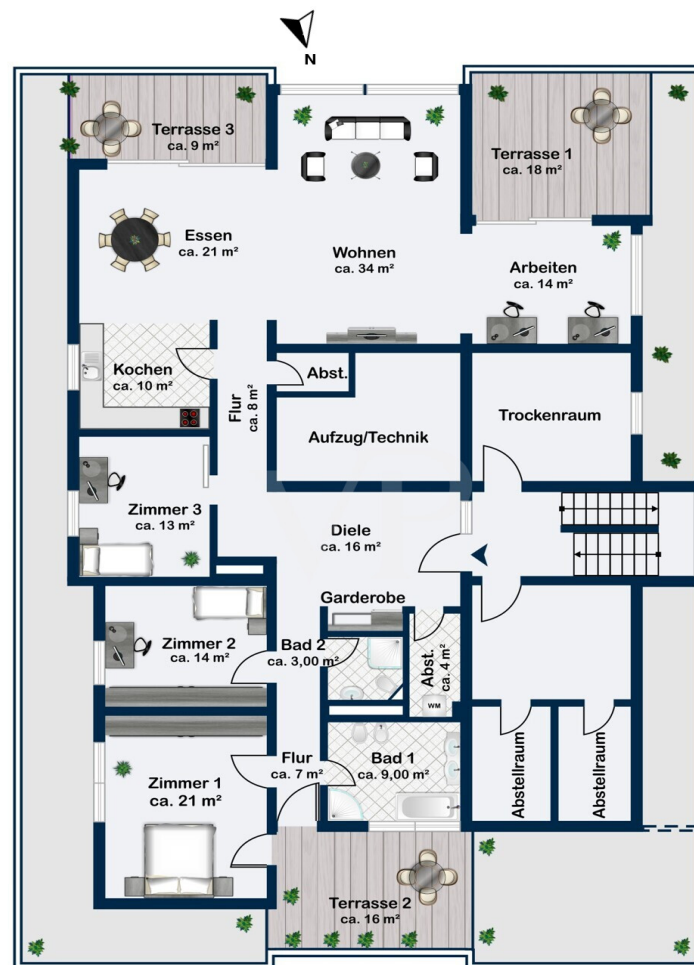 N
Terrasse 3
ca. 9 m²
Terrasse 1
ca. 18 m²
Essen
ca. 21 m²
Wohnen
ca. 34 m²
Arbeiten
ca. 14 m²
Kochen
ca. 10 m²
Flur
ca. 8 m²
Abst.
Aufzug/Technik
Trockenraum
Zimmer 3
ca. 13 m²
Diele
ca. 16 m²
Garderobe
Zimmer 2
ca. 14 m²
Bad 2
ca. 3,00 m²
Abst.
ca. 4 m²
WM
Zimmer 1
ca. 21 m²
Flur
ca. 7 m²
Bad 1
ca. 9,00 m²
Abstellraum
Abstellraum
Terrasse 2
ca. 16 m²